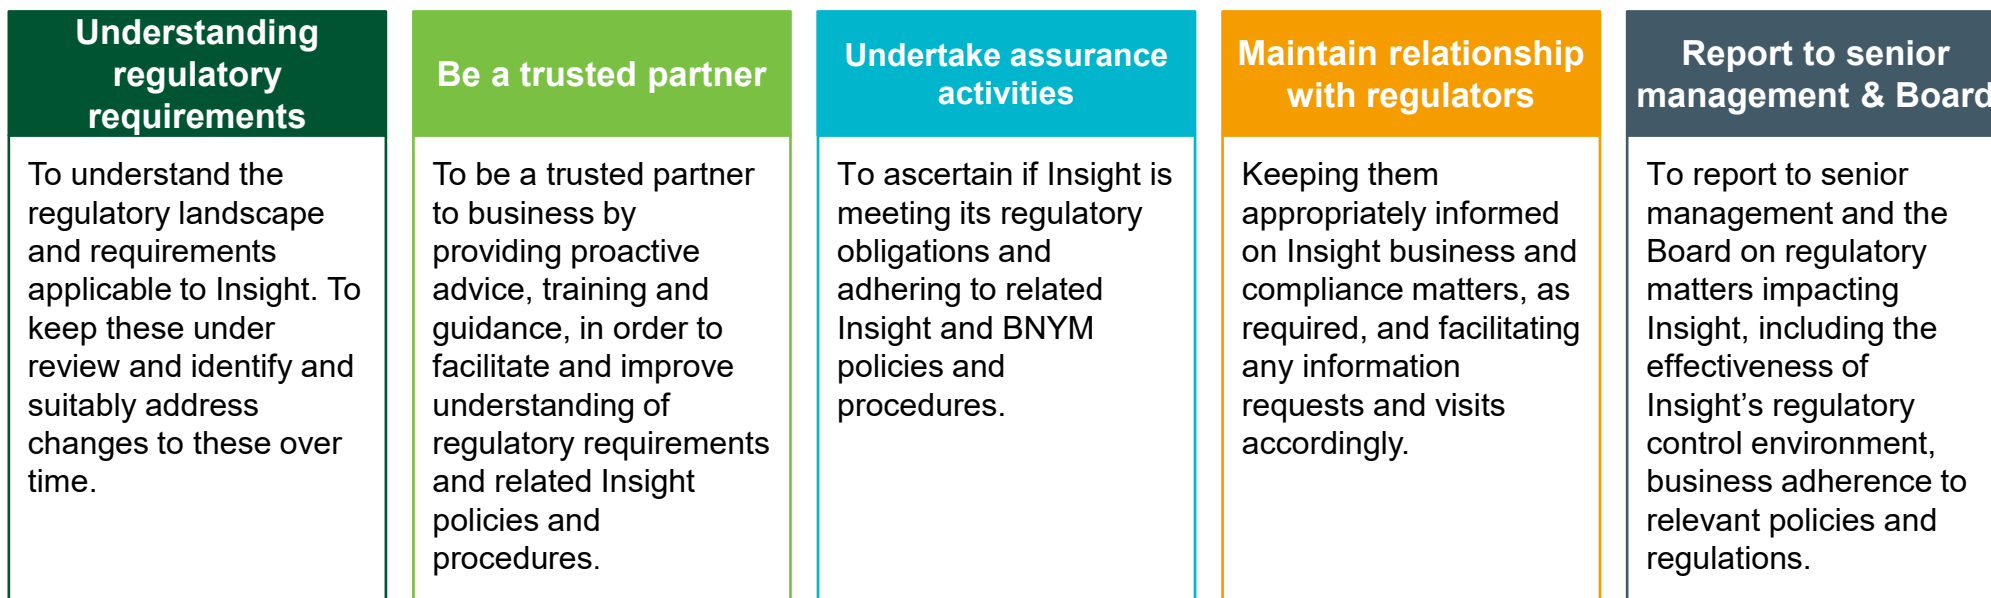 Understanding
regulatory
requirements
To understand the
regulatory landscape
and requirements
applicable to Insight. To
keep these under
review and identify and
suitably address
changes to these over
time.
Be a trusted partner
To be a trusted partner
to business by
providing proactive
advice, training and
guidance, in order to
facilitate and improve
understanding of
regulatory requirements
and related Insight
policies and
procedures.
Undertake assurance
activities
To ascertain if Insight is
meeting its regulatory
obligations and
adhering to related
Insight and BNYM
policies and
procedures.
Maintain relationship
with regulators
Keeping them
appropriately informed
on Insight business and
compliance matters, as
required, and facilitating
any information
requests and visits
accordingly.
Report to senior
management & Board
To report to senior
management and the
Board on regulatory
matters impacting
Insight, including the
effectiveness of
Insight’s regulatory
control environment,
business adherence to
relevant policies and
regulations.